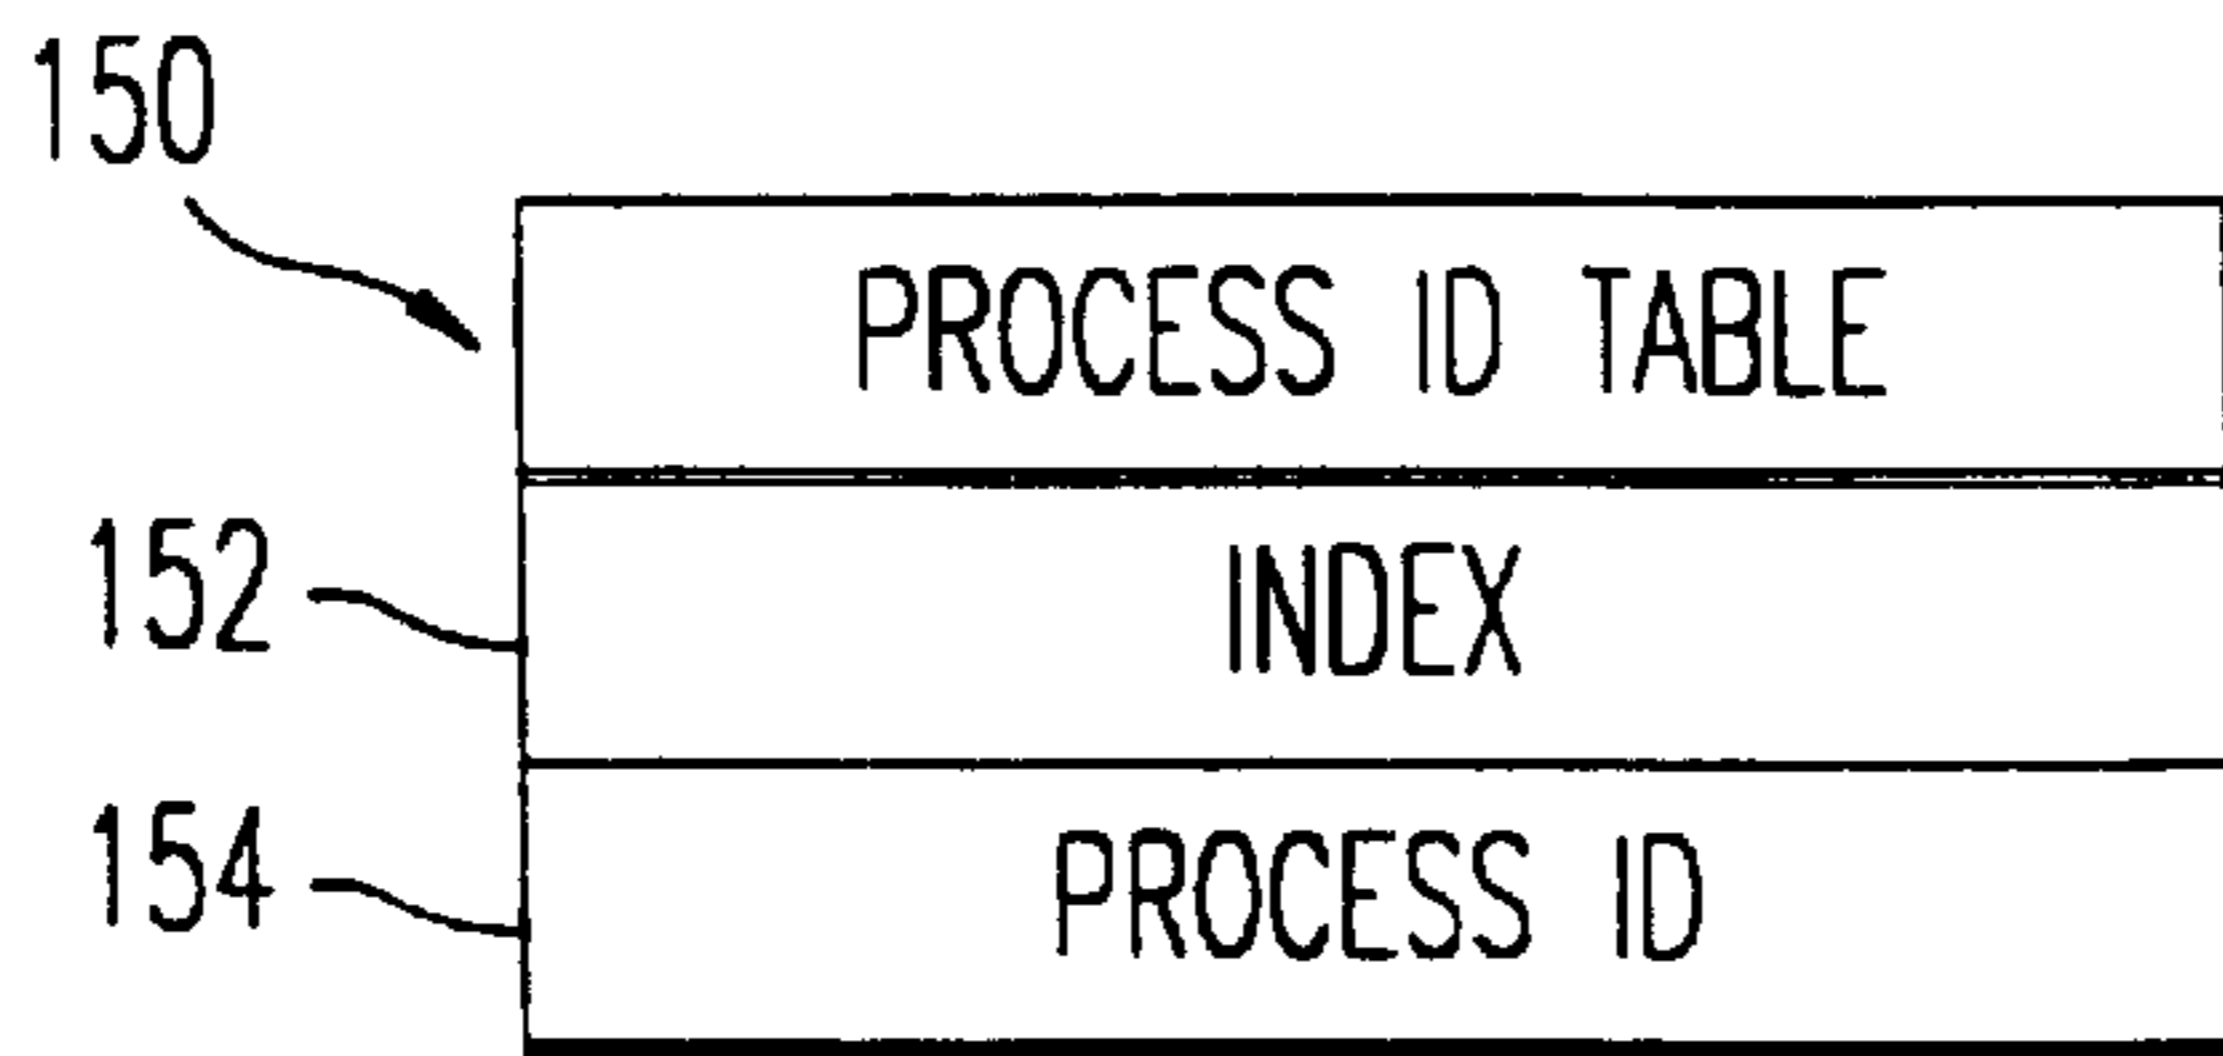 150
PROCESS ID TABLE
152
INDEX
154
PROCESS ID